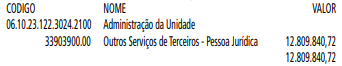 CODIGO NOME VALOR
06.10.23.122.3024.2100 Administração da Unidade
33903900.00 Outros Serviços de Terceiros - Pessoa Jurídica 12.809.840,72
12.809.840,72